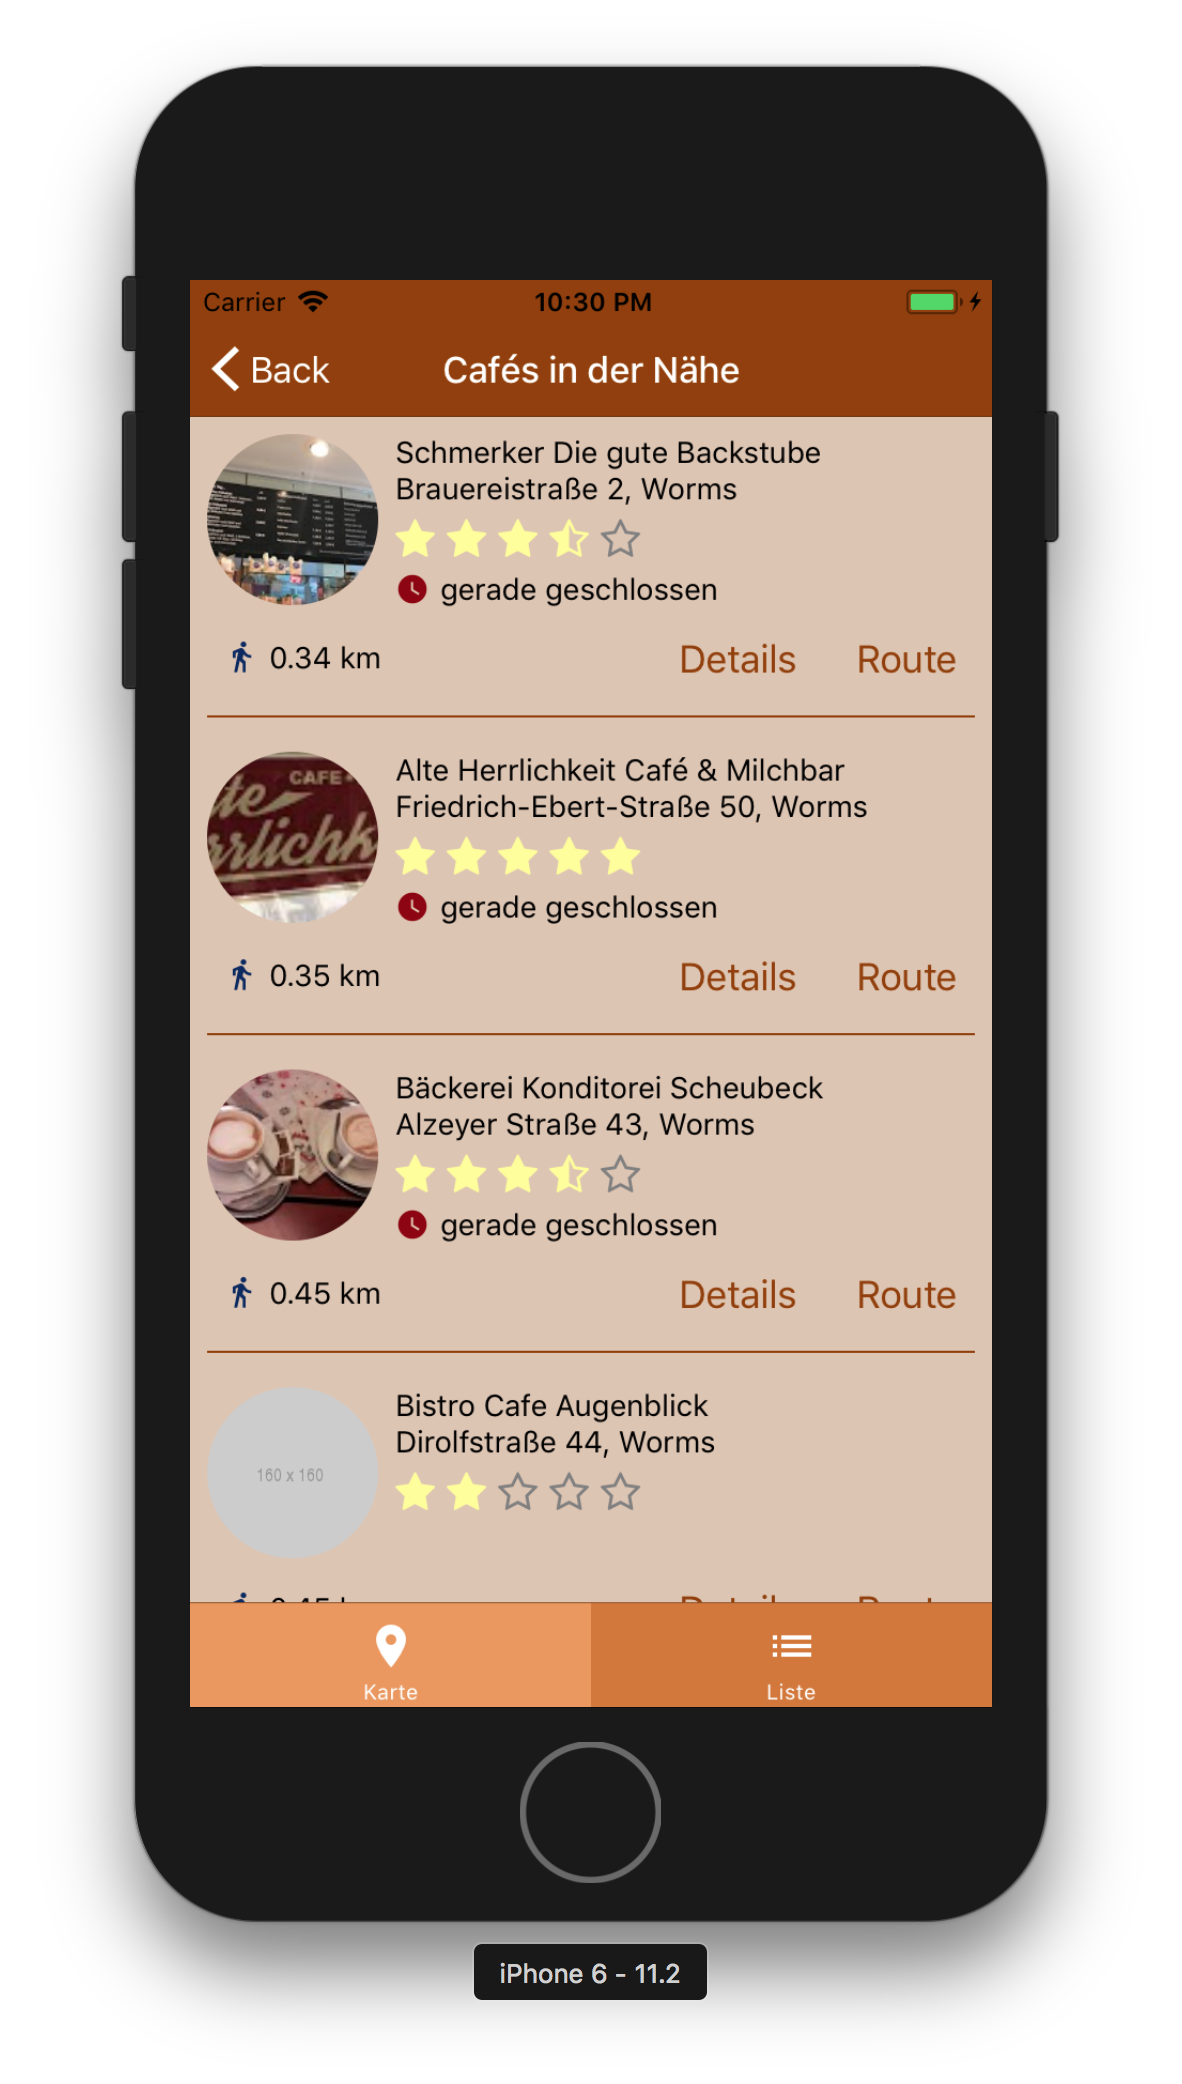 Carrier 10:30 PM
Back Cafés in der Nähe
Schmerker Die gute Backstube
Brauereistraße 2, Worms
gerade geschlossen
0.34 km Details Route
CAFE
Alte Herrlichkeit Café & Milchbar
Friedrich-Ebert-Straße 50, Worms
gerade geschlossen
0.35 km Details Route
Bäckerei Konditorei Scheubeck
Alzeyer Straße 43, Worms
gerade geschlossen
0.45 km Details Route
160 x 160
Bistro Cafe Augenblick
Dirolfstraße 44, Worms
Karte Liste
iPhone 6 - 11.2